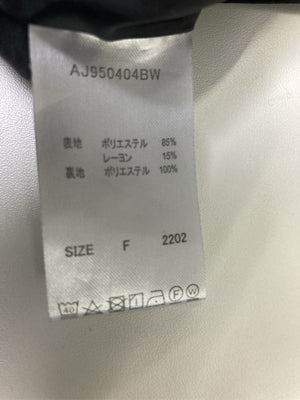 AJ950404BW
表地 ポリエステル 85%
レーヨン 15%
裏地 ポリエステル 100%
SIZE F 2202
40 F W